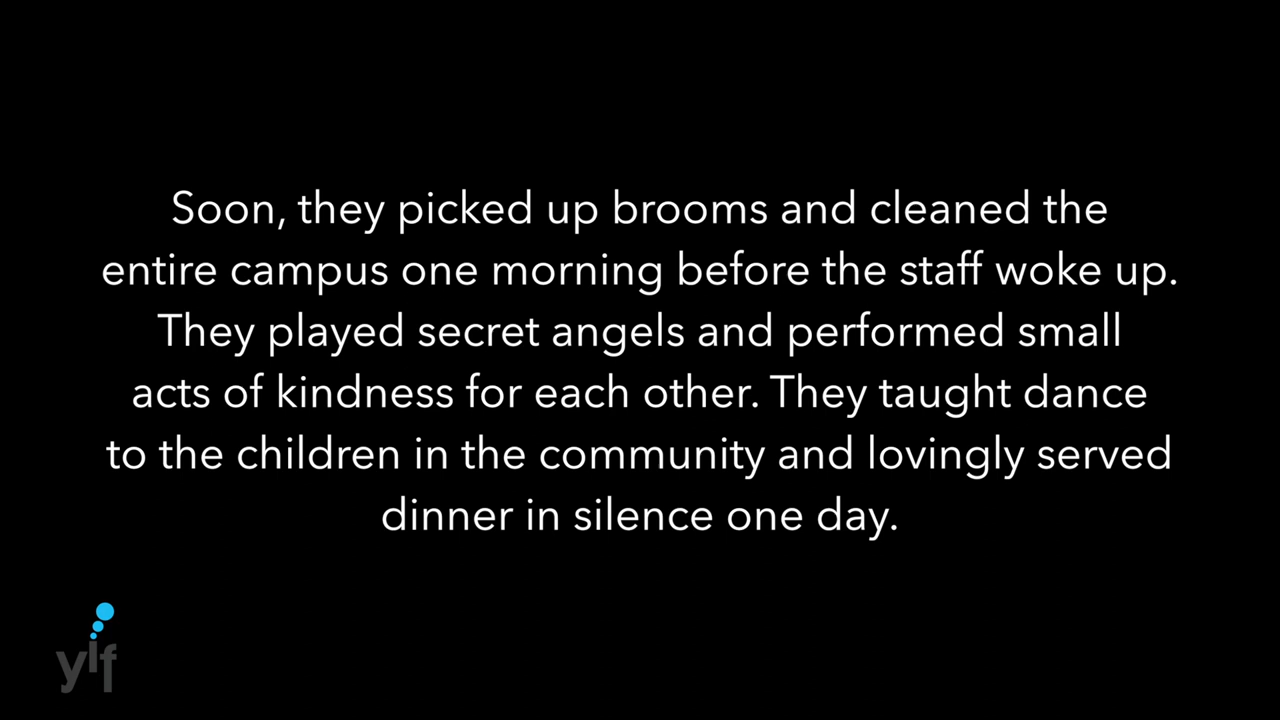 Soon, they picked up brooms and cleaned the
entire campus one morning before the staff woke up.
They played secret angels and performed small
acts of kindness for each other. They taught dance
to the children in the community and lovingly served
dinner in silence one day.
ylf